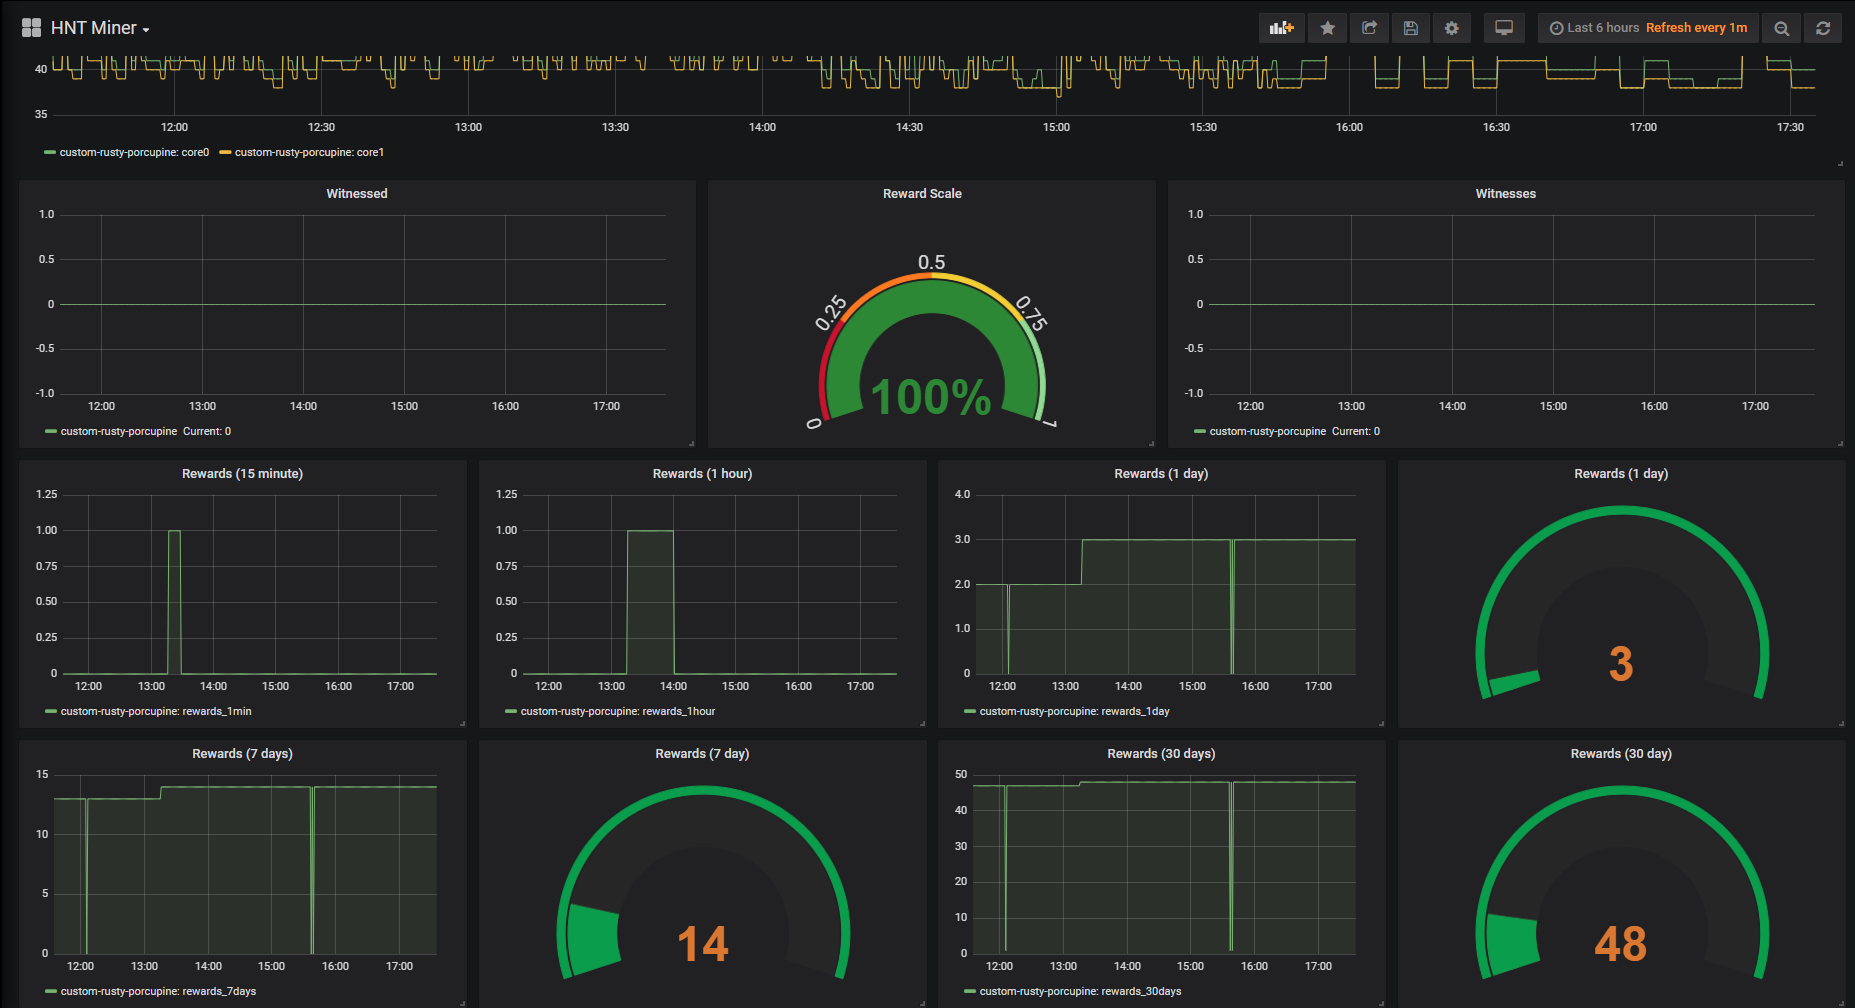 HNT Miner
Last 6 hours Refresh every 1m
40
35
12:00 12:30 13:00 13:30 14:00 14:30 15:00 15:30 16:00 16:30 17:00 17:30
custom-rusty-porcupine: core0 custom-rusty-porcupine: core1
Witnessed
1.0
0.5
0
-0.5
-1.0
12:00 13:00 14:00 15:00 16:00 17:00
custom-rusty-porcupine Current: 0
Reward Scale
0 0.25 0.5 0.75 1
100%
Witnesses
1.0
0.5
0
-0.5
-1.0
12:00 13:00 14:00 15:00 16:00 17:00
custom-rusty-porcupine Current: 0
Rewards (15 minute)
1.25
1.00
0.75
0.50
0.25
0
12:00 13:00 14:00 15:00 16:00 17:00
custom-rusty-porcupine: rewards_1min
Rewards (1 hour)
1.25
1.00
0.75
0.50
0.25
0
12:00 13:00 14:00 15:00 16:00 17:00
custom-rusty-porcupine: rewards_1hour
Rewards (1 day)
4.0
3.0
2.0
1.0
0
12:00 13:00 14:00 15:00 16:00 17:00
custom-rusty-porcupine: rewards_1day
Rewards (1 day)
3
Rewards (7 days)
15
10
5
0
12:00 13:00 14:00 15:00 16:00 17:00
custom-rusty-porcupine: rewards_7days
Rewards (7 day)
14
Rewards (30 days)
50
40
30
20
10
0
12:00 13:00 14:00 15:00 16:00 17:00
custom-rusty-porcupine: rewards_30days
Rewards (30 day)
48